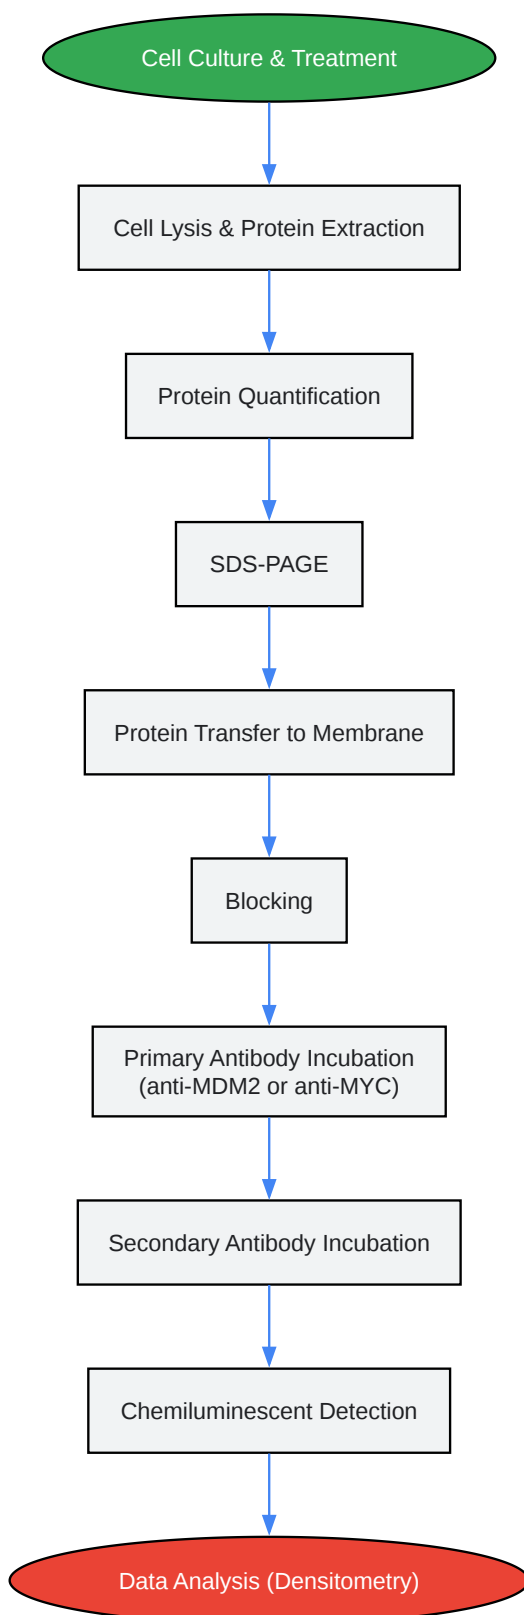 Cell Culture & Treatment
Cell Lysis & Protein Extraction
Protein Quantification
SDS-PAGE
Protein Transfer to Membrane
Blocking
Primary Antibody Incubation
(anti-MDM2 or anti-MYC)
Secondary Antibody Incubation
Chemiluminescent Detection
Data Analysis (Densitometry)